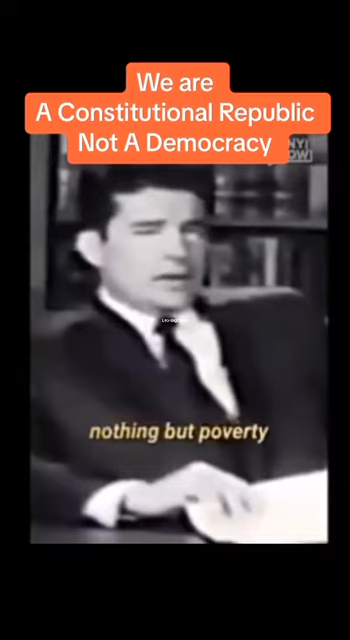 We are
A Constitutional Republic
Not A Democracy
nothing but poverty